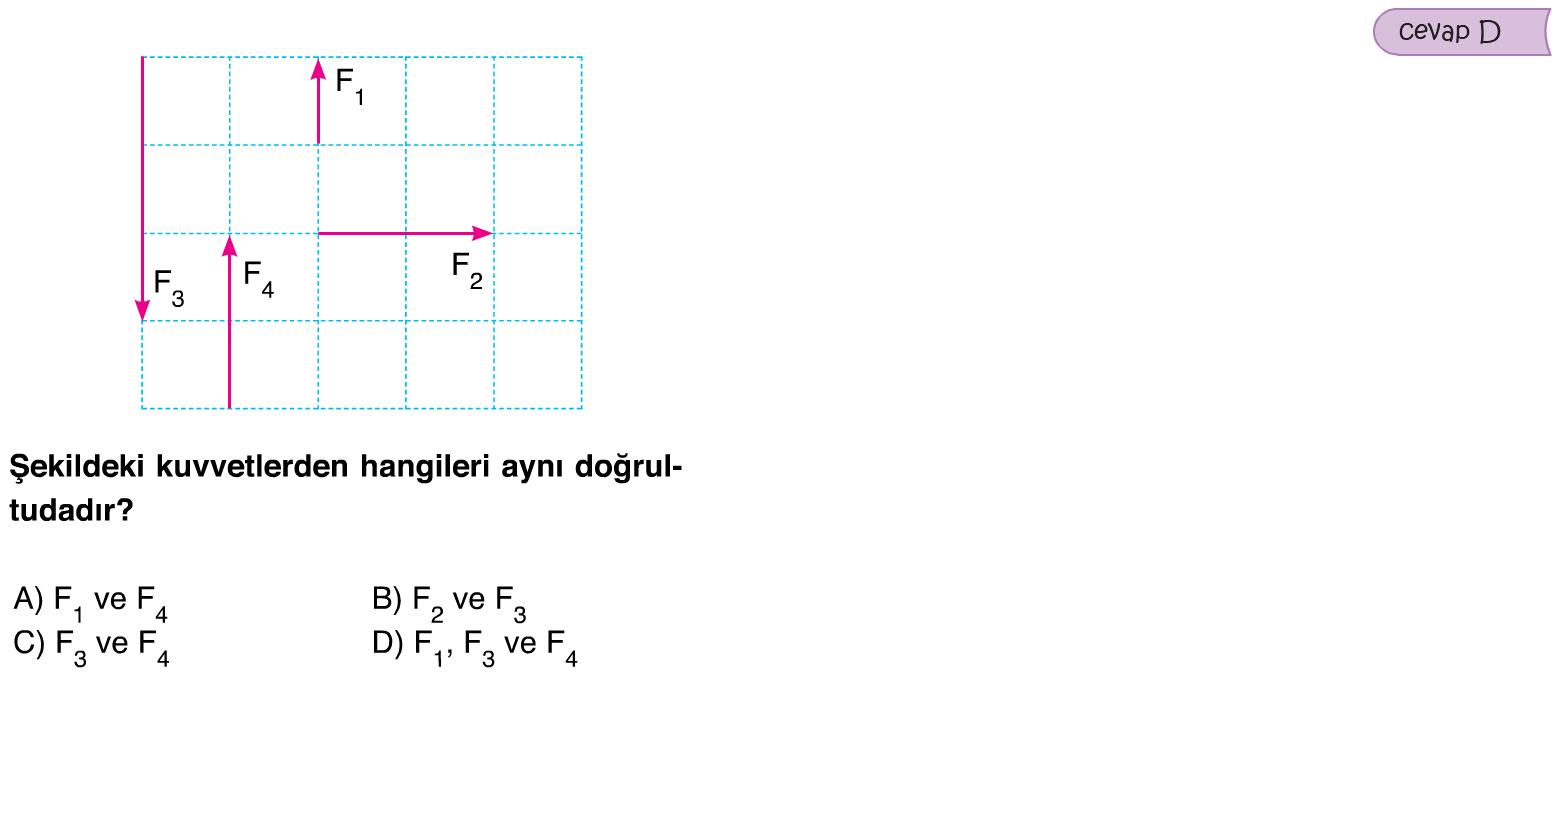 cevap D
F1
F3
F4
F2
Şekildeki kuvvetlerden hangileri aynı doğrul-
tudadır?
A) F1 ve F4
B) F2 ve F3
C) F3 ve F4
D) F1, F3 ve F4